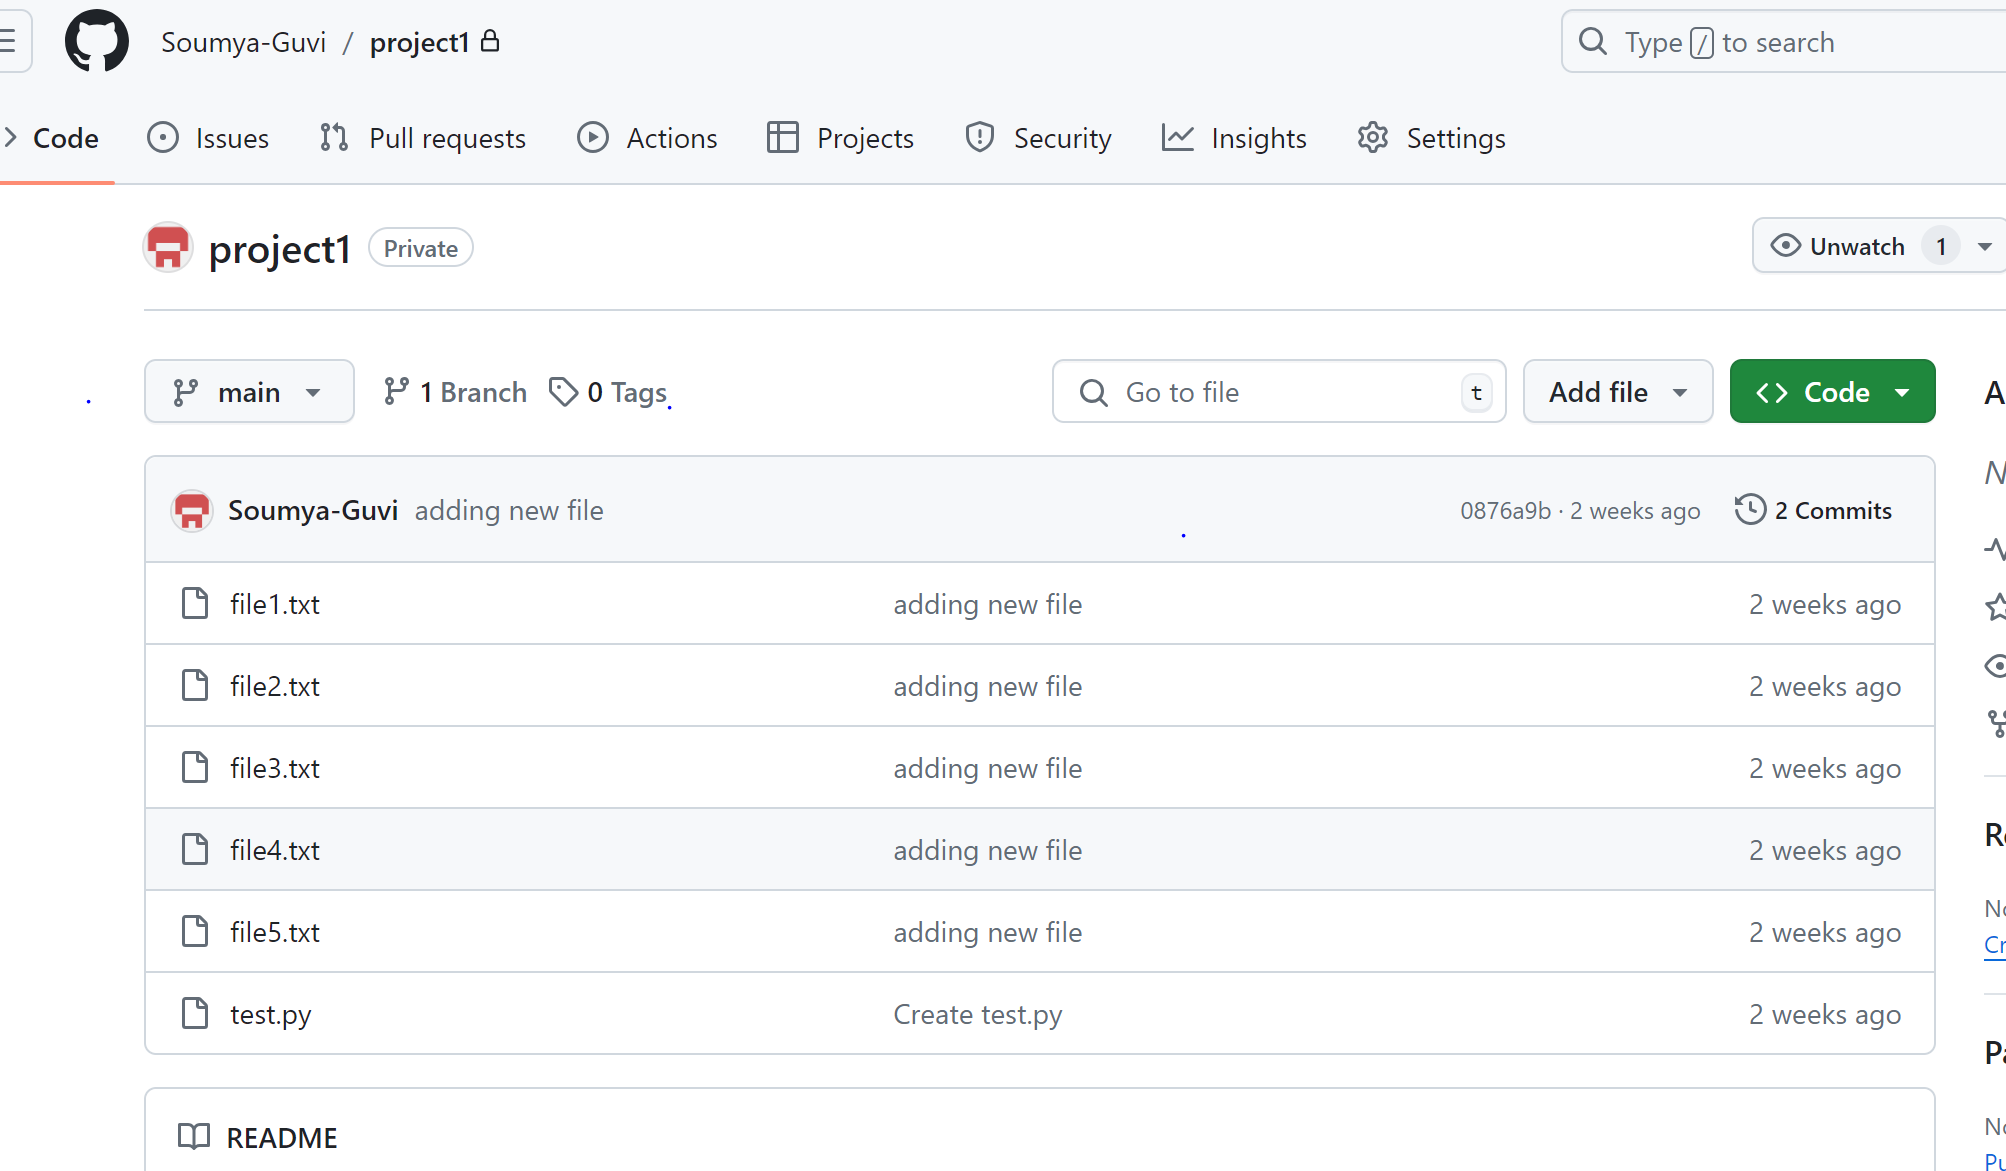 Soumya-Guvi / project1
Type / to search
Code
Issues
Pull requests
Actions
Projects
Security
Insights
Settings
project1
Private
Unwatch 1
main
1 Branch
0 Tags
Go to file
t
Add file
Code
Soumya-Guvi adding new file
0876a9b · 2 weeks ago
2 Commits
file1.txt adding new file 2 weeks ago
file2.txt adding new file 2 weeks ago
file3.txt adding new file 2 weeks ago
file4.txt adding new file 2 weeks ago
file5.txt adding new file 2 weeks ago
test.py Create test.py 2 weeks ago
README